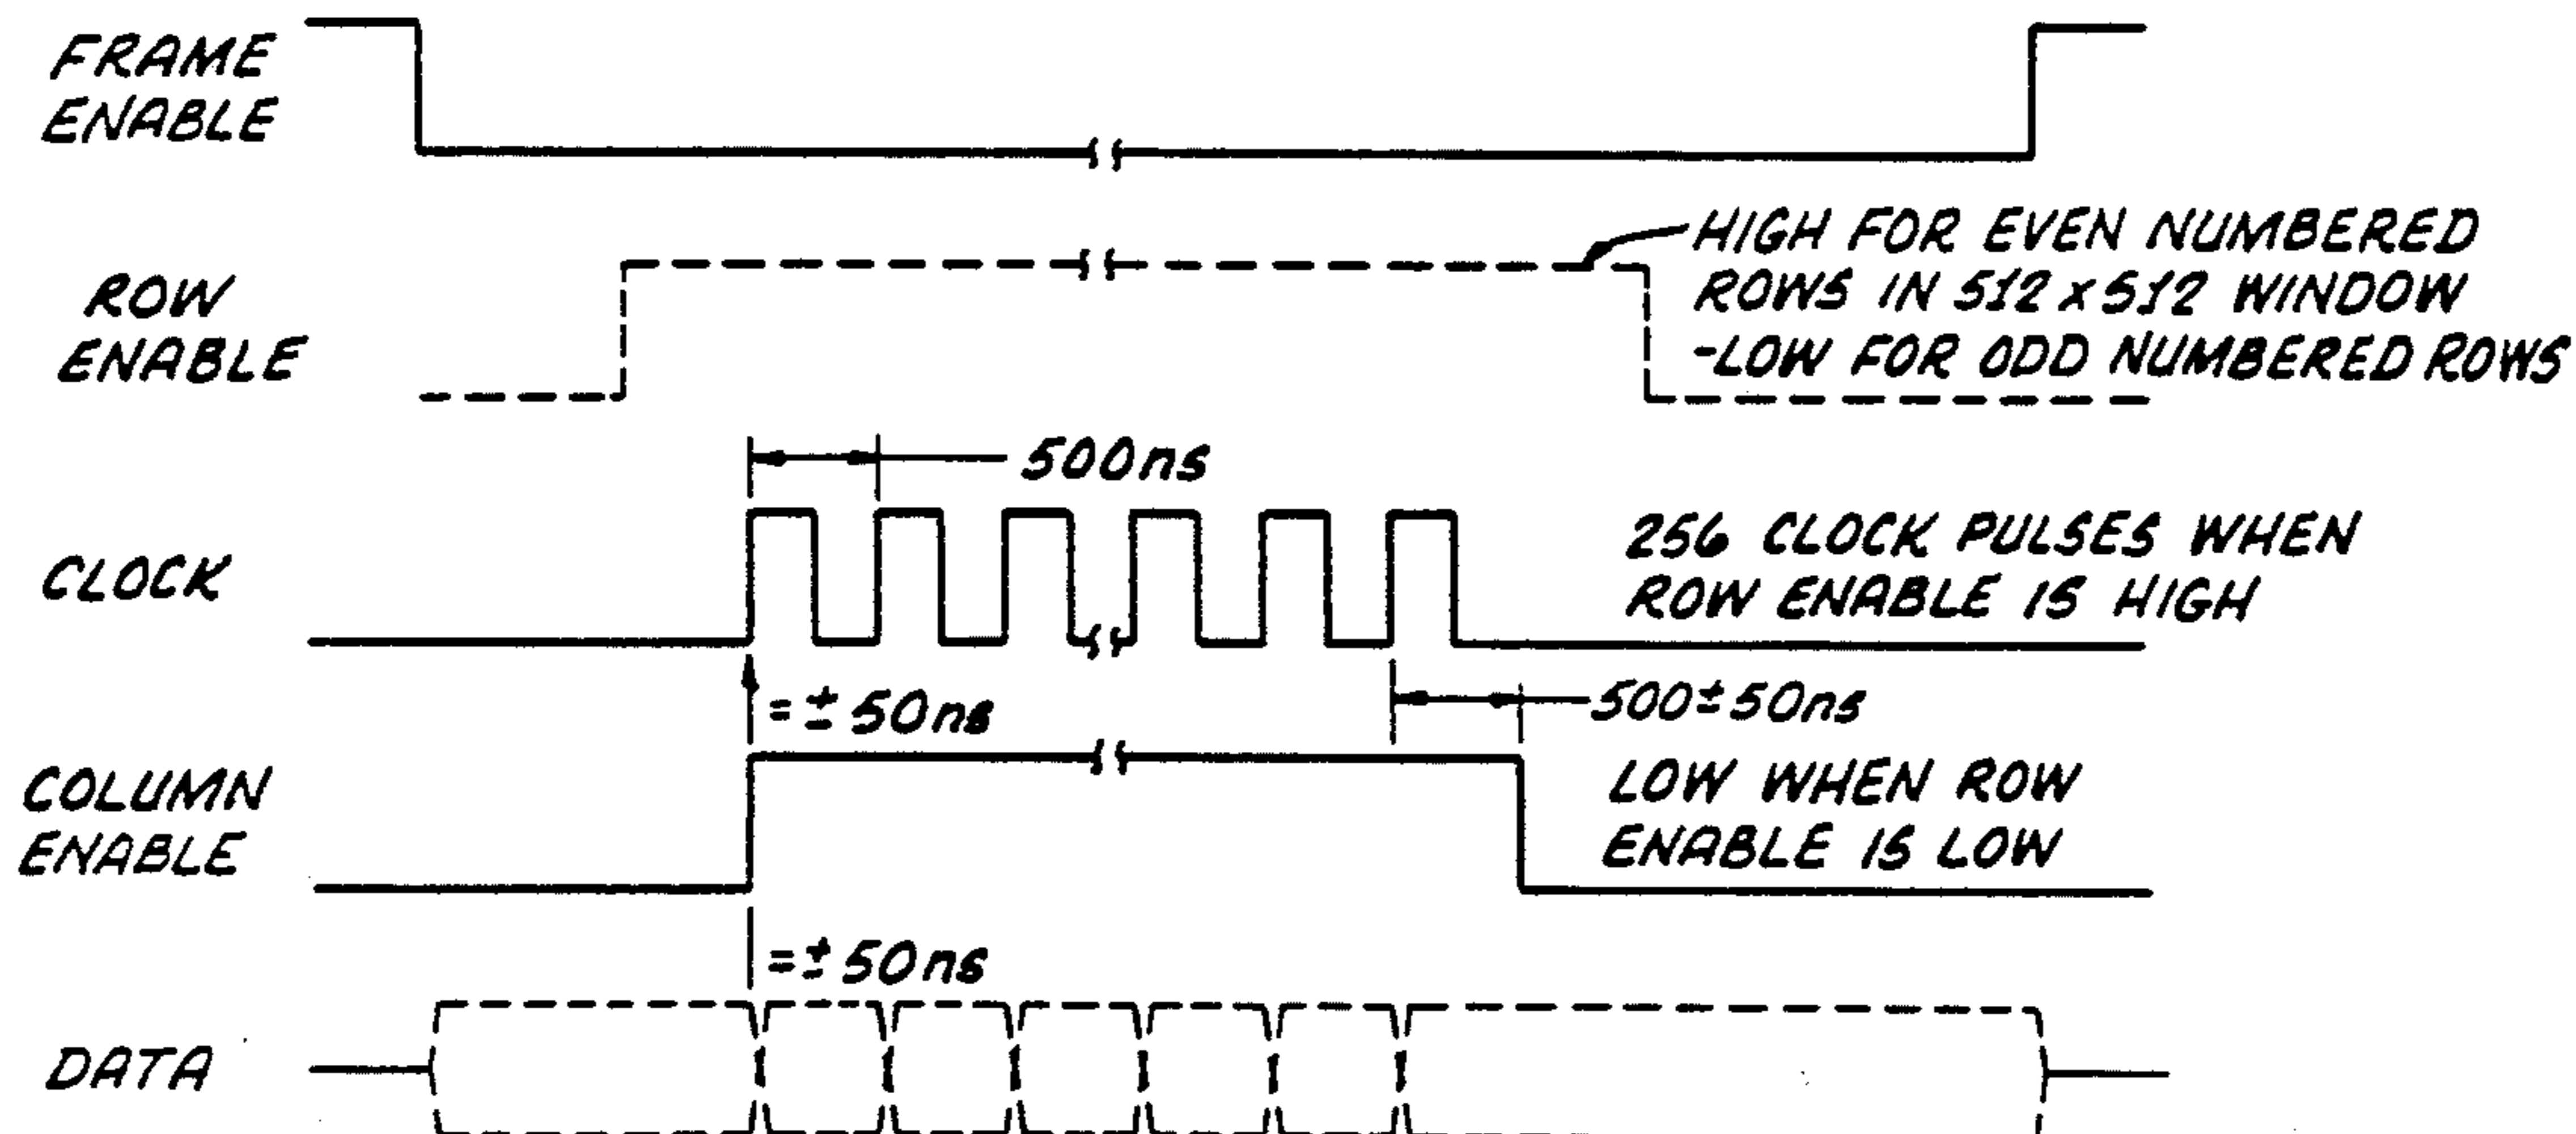 FRAME
ENABLE
HIGH FOR EVEN NUMBERED
ROWS IN 512 x 512 WINDOW
-LOW FOR ODD NUMBERED ROWS
ROW
ENABLE
500ns
CLOCK
256 CLOCK PULSES WHEN
ROW ENABLE IS HIGH
=±50ns
500±50ns
COLUMN
ENABLE
LOW WHEN ROW
ENABLE IS LOW
=±50ns
DATA